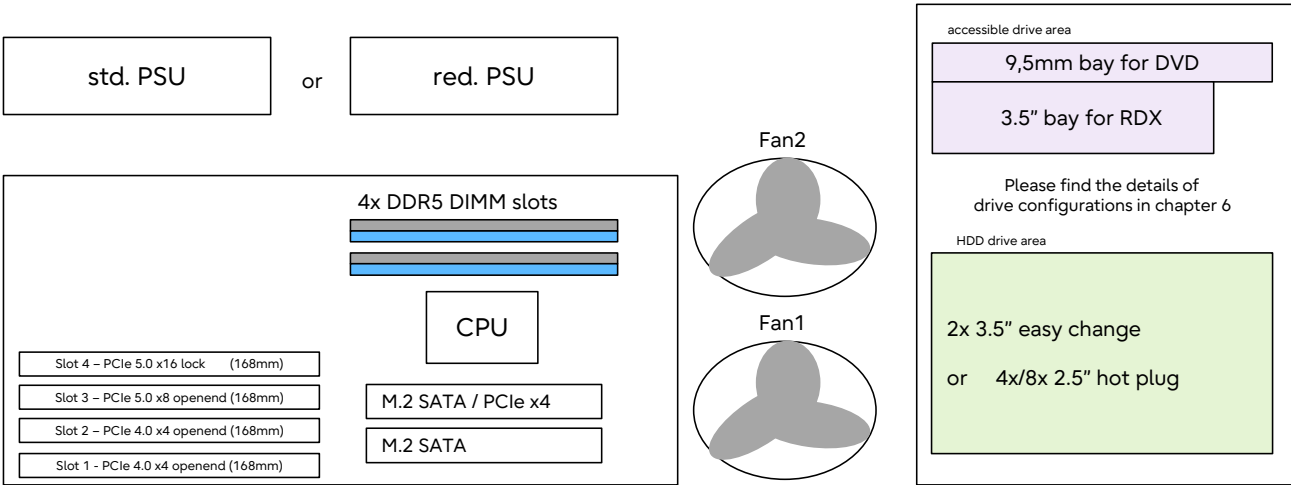 std. PSU
or
red. PSU
4x DDR5 DIMM slots
CPU
Slot 4 – PCIe 5.0 x16 lock (168mm)
Slot 3 – PCIe 5.0 x8 openend (168mm)
Slot 2 – PCIe 4.0 x4 openend (168mm)
Slot 1 - PCIe 4.0 x4 openend (168mm)
M.2 SATA / PCIe x4
M.2 SATA
Fan2
Fan1
accessible drive area
9,5mm bay for DVD
3.5” bay for RDX
Please find the details of
drive configurations in chapter 6
HDD drive area
2x 3.5” easy change
or 4x/8x 2.5” hot plug